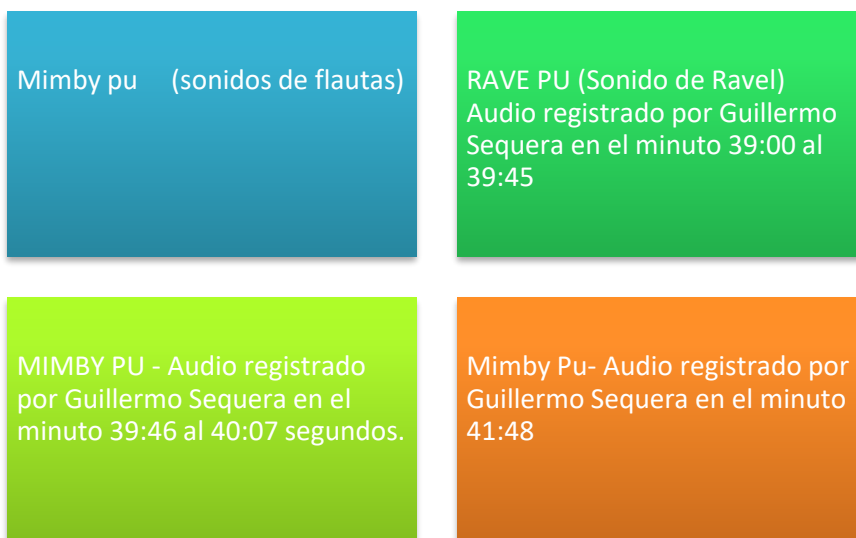 Mimby pu    (sonidos de flautas)
RAVE PU (Sonido de Ravel)
Audio registrado por Guillermo
Sequera en el minuto 39:00 al
39:45
MIMBY PU - Audio registrado
por Guillermo Sequera en el
minuto 39:46 al 40:07 segundos.
Mimby Pu- Audio registrado por
Guillermo Sequera en el minuto
41:48